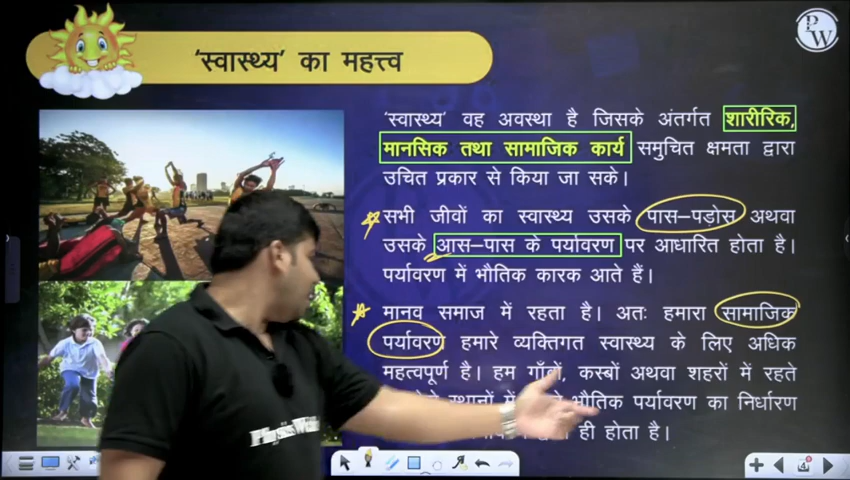 'स्वास्थ्य' का महत्त्व
PW
'स्वास्थ्य' वह अवस्था है जिसके अंतर्गत शारीरिक,
मानसिक तथा सामाजिक कार्य समुचित क्षमता द्वारा
उचित प्रकार से किया जा सके।
सभी जीवों का स्वास्थ्य उसके पास–पड़ोस अथवा
उसके आस–पास के पर्यावरण पर आधारित होता है।
पर्यावरण में भौतिक कारक आते हैं।
मानव समाज में रहता है। अतः हमारा सामाजिक
पर्यावरण हमारे व्यक्तिगत स्वास्थ्य के लिए अधिक
महत्वपूर्ण है। हम गाँवों, कस्बों अथवा शहरों में रहते
स्थानों में भौतिक पर्यावरण का निर्धारण
ही होता है।